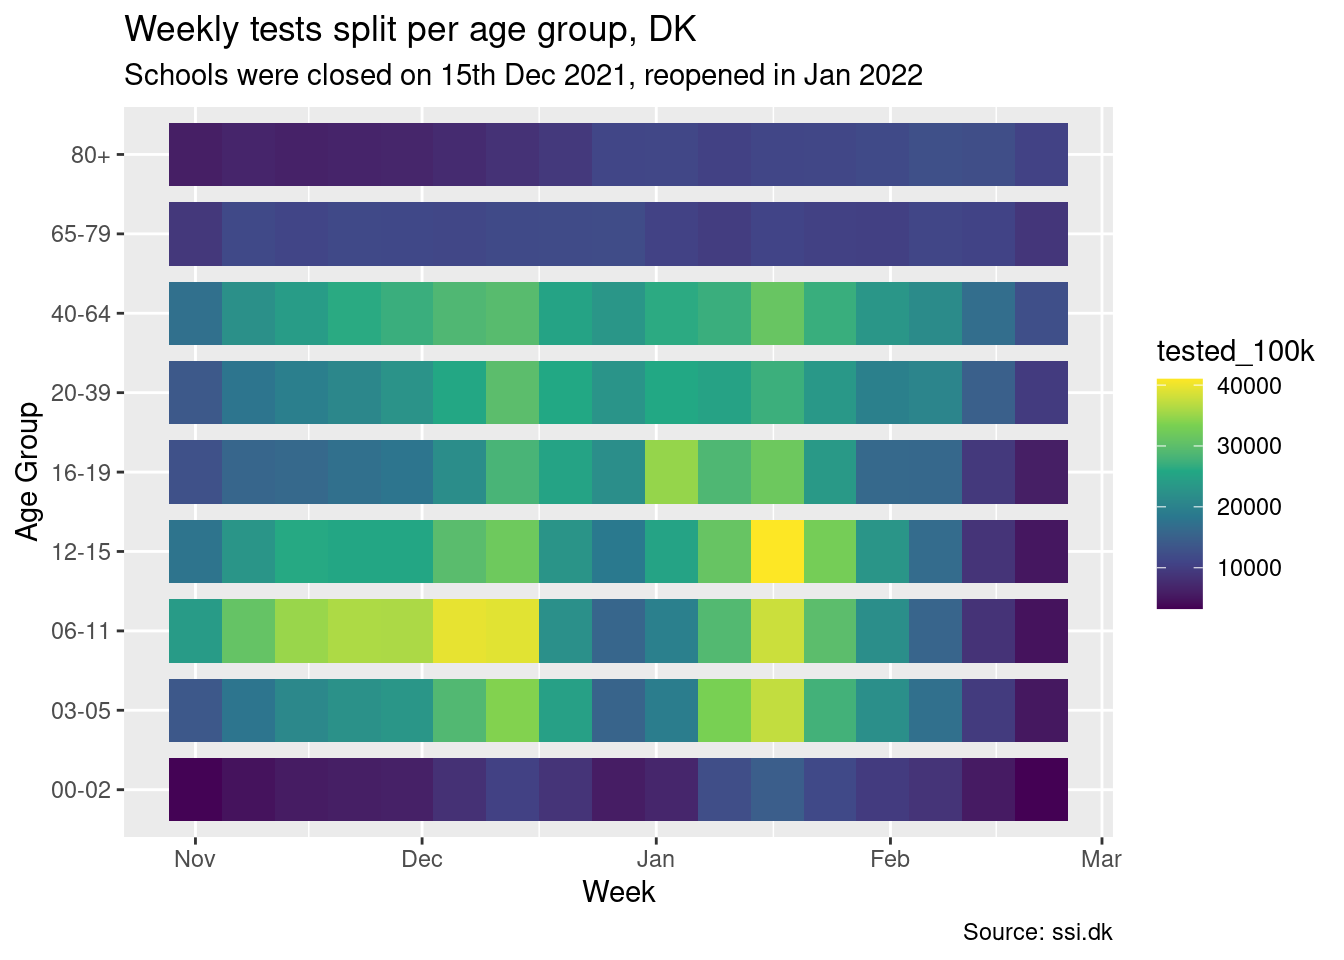 Weekly tests split per age group, DK
Schools were closed on 15th Dec 2021, reopened in Jan 2022
80+
65-79
40-64
20-39
16-19
12-15
06-11
03-05
00-02
Age Group
Nov Dec Jan Feb Mar
Week
tested_100k
40000
30000
20000
10000
Source: ssi.dk